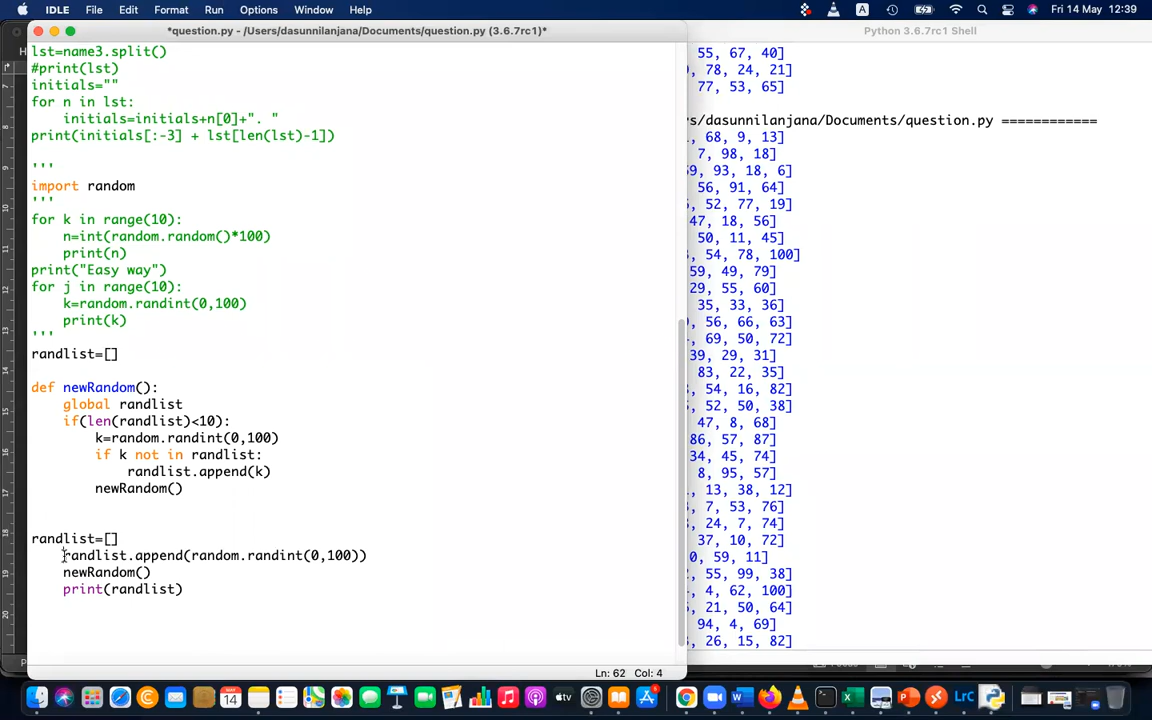 IDLE File Edit Format Run Options Window Help
A
Fri 14 May 12:39
*question.py - /Users/dasunnilanjana/Documents/question.py (3.6.7rc1)*
lst=name3.split()
#print(lst)
initials=""
for n in lst:
initials=initials+n[0]+". "
print(initials[:-3] + lst[len(lst)-1])
'''
import random
'''
for k in range(10):
n=int(random.random()*100)
print(n)
print("Easy way")
for j in range(10):
k=random.randint(0,100)
print(k)
'''
randlist=[]
def newRandom():
global randlist
if(len(randlist)<10):
k=random.randint(0,100)
if k not in randlist:
randlist.append(k)
newRandom()
randlist=[]
randlist.append(random.randint(0,100))
newRandom()
print(randlist)
Ln: 62 Col: 4
Python 3.6.7rc1 Shell
55, 67, 40]
, 78, 24, 21]
77, 53, 65]
s/dasunnilanjana/Documents/question.py ============
, 68, 9, 13]
7, 98, 18]
59, 93, 18, 6]
56, 91, 64]
, 52, 77, 19]
47, 18, 56]
50, 11, 45]
, 54, 78, 100]
59, 49, 79]
29, 55, 60]
35, 33, 36]
, 56, 66, 63]
, 69, 50, 72]
39, 29, 31]
83, 22, 35]
, 54, 16, 82]
, 52, 50, 38]
47, 8, 68]
86, 57, 87]
34, 45, 74]
8, 95, 57]
, 13, 38, 12]
, 7, 53, 76]
, 24, 7, 74]
37, 10, 72]
0, 59, 11]
, 55, 99, 38]
, 4, 62, 100]
, 21, 50, 64]
94, 4, 69]
, 26, 15, 82]